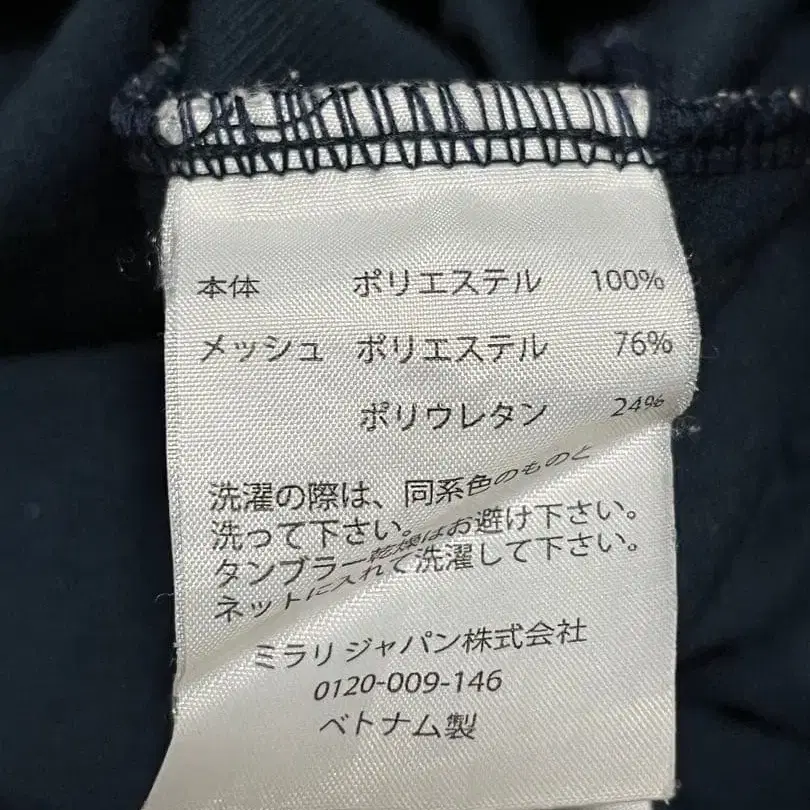 本体 ポリエステル 100%
メッシュ ポリエステル 76%
ポリウレタン 24%
洗濯の際は、同系色のものと
洗って下さい。
タンブラー乾燥はお避け下さい。
ネットに入れて洗濯して下さい。
ミラリ ジャパン株式会社
0120-009-146
ベトナム製